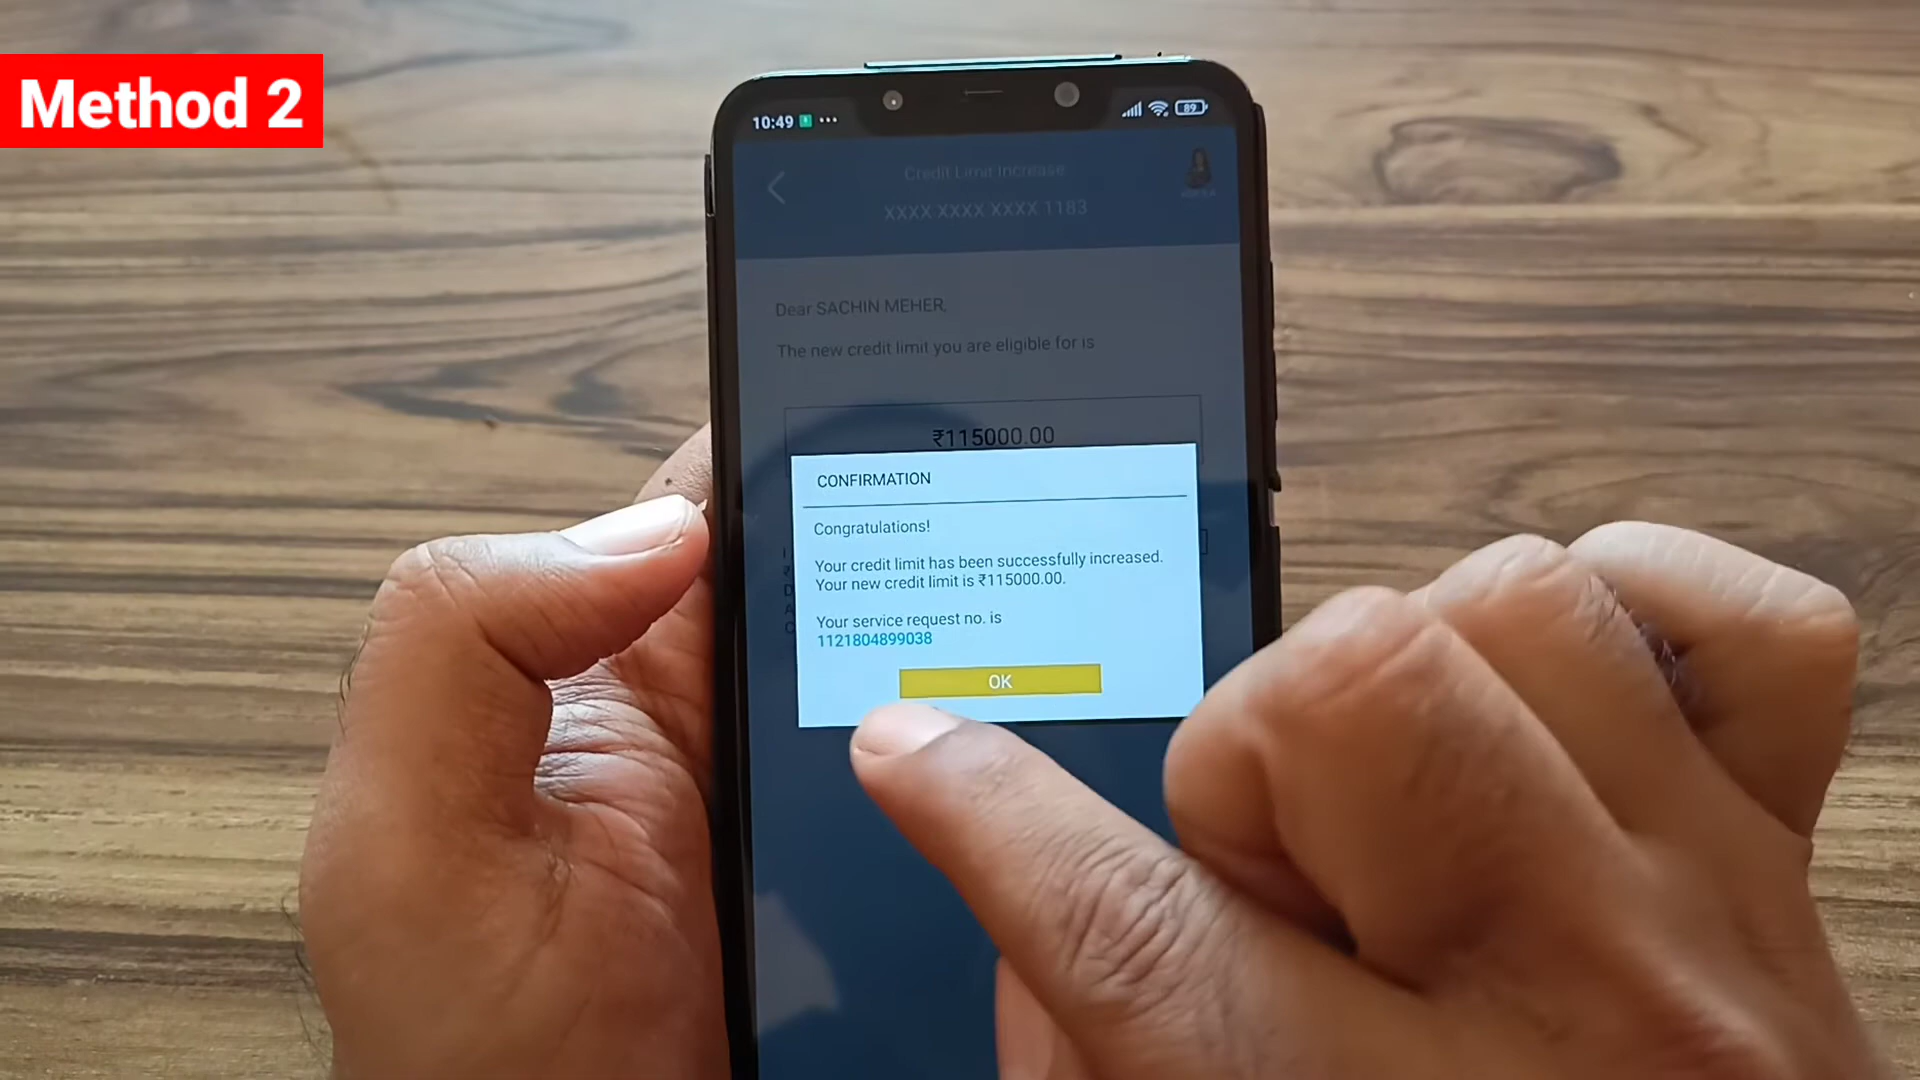 Method 2
10:49
89
Credit Limit Increase
XXXX XXXX XXXX 1183
Dear SACHIN MEHER,
The new credit limit you are eligible for is
₹115000.00
CONFIRMATION
Congratulations!
Your credit limit has been successfully increased.
Your new credit limit is ₹115000.00.
Your service request no. is
1121804899038
OK